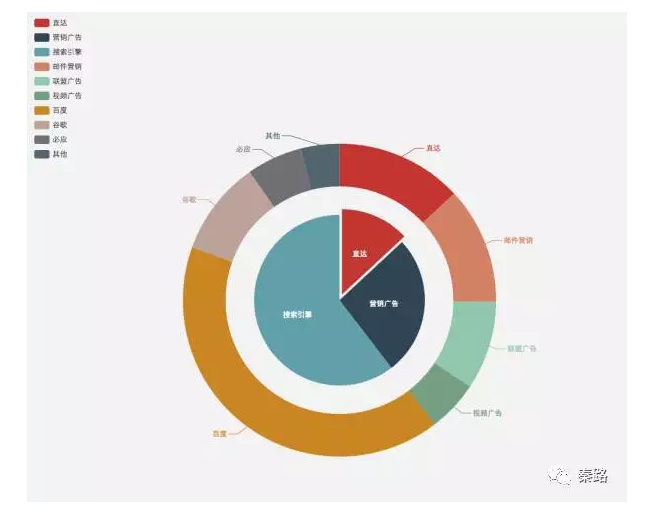 直达
营销广告
搜索引擎
邮件营销
联盟广告
视频广告
百度
谷歌
必应
其他
其他
必应
直达
谷歌
邮件营销
直达
营销广告
搜索引擎
联盟广告
视频广告
百度
秦路